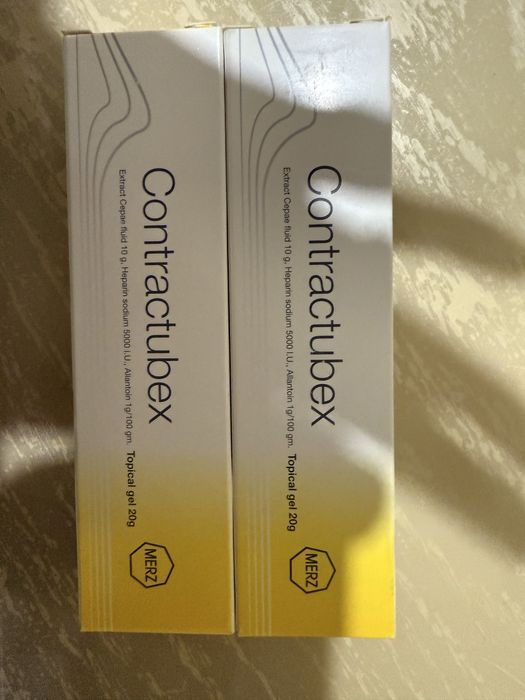 Contractubex
Extract Cepae fluid 10 g, Heparin sodium 5000 I.U., Allantoin 1g/100 gm. Topical gel 20g
MERZ
Contractubex
Extract Cepae fluid 10 g, Heparin sodium 5000 I.U., Allantoin 1g/100 gm. Topical gel 20g
MERZ